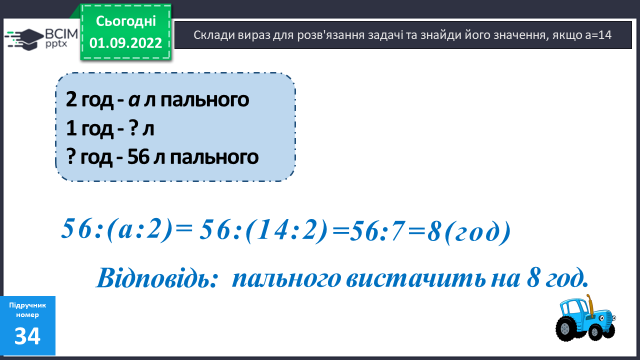 ВСІМ
pptx
Сьогодні
01.09.2022
Склади вираз для розв'язання задачі та знайди його значення, якщо а=14
2 год - а л пального
1 год - ? л
? год - 56 л пального
56:(а:2)= 56:(14:2)=56:7=8(год)
Відповідь: пального вистачить на 8 год.
Підручник
номер
34